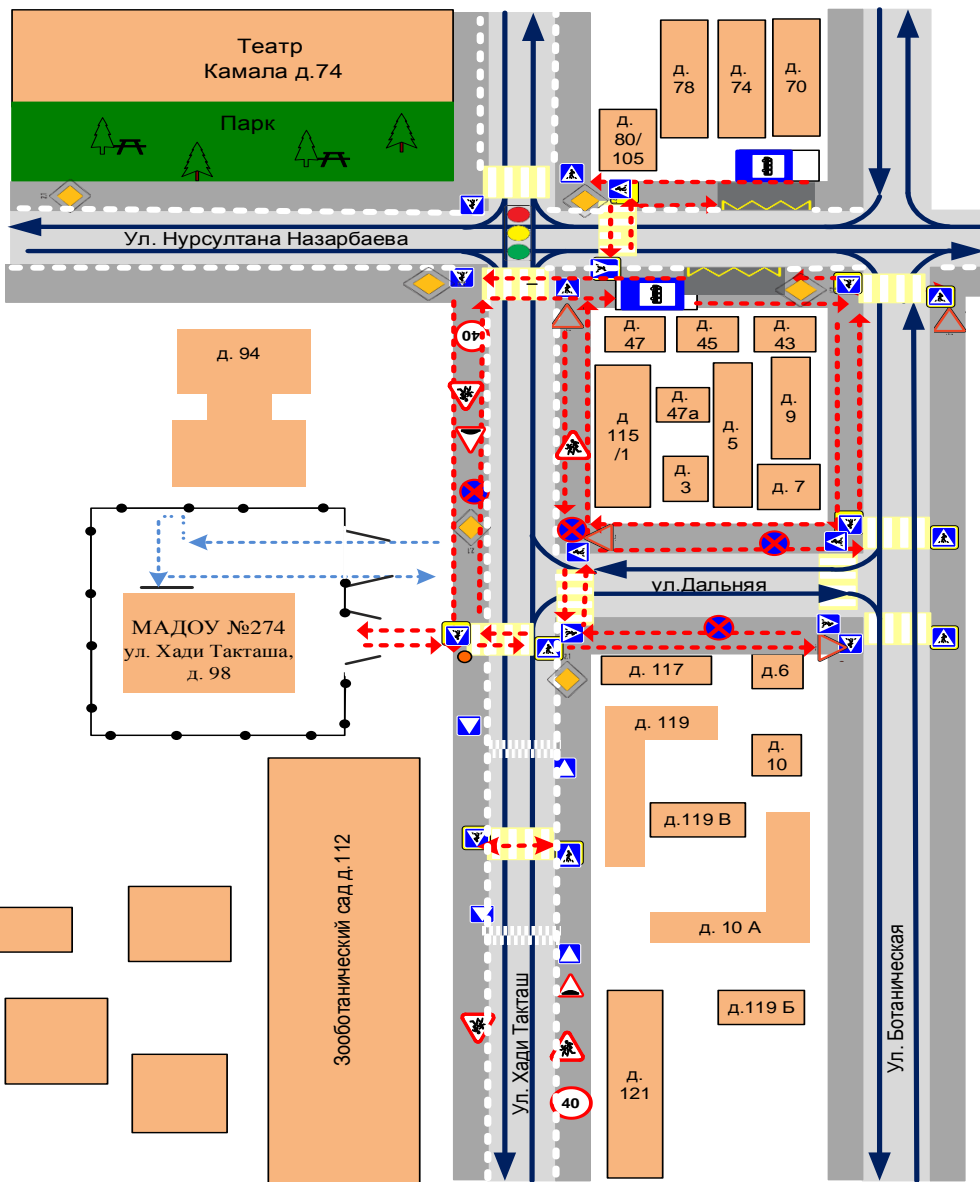 Театр
Камала д.74
Парк
д.
78
д.
74
д.
70
д.
80/
105
Ул. Нурсултана Назарбаева
40
д. 94
д.
47
д.
45
д.
43
д
115
/1
д.
47а
д.
3
д.
5
д.
9
д. 7
ул.Дальняя
МАДОУ №274
ул. Хади Такташа,
д. 98
д. 117
д.6
д. 119
д.
10
д.119 В
д. 10 А
д.119 Б
д.
121
40
Зооботанический сад д.112
Ул. Хади Такташ
Ул. Ботаническая